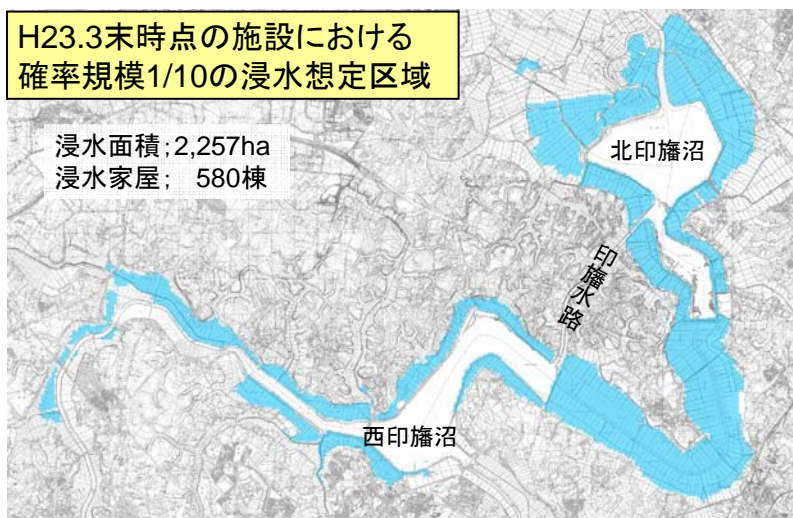 H23.3末時点の施設における
確率規模1/10の浸水想定区域
浸水面積；2,257ha
浸水家屋；　580棟
北印旛沼
印旛水路
西印旛沼